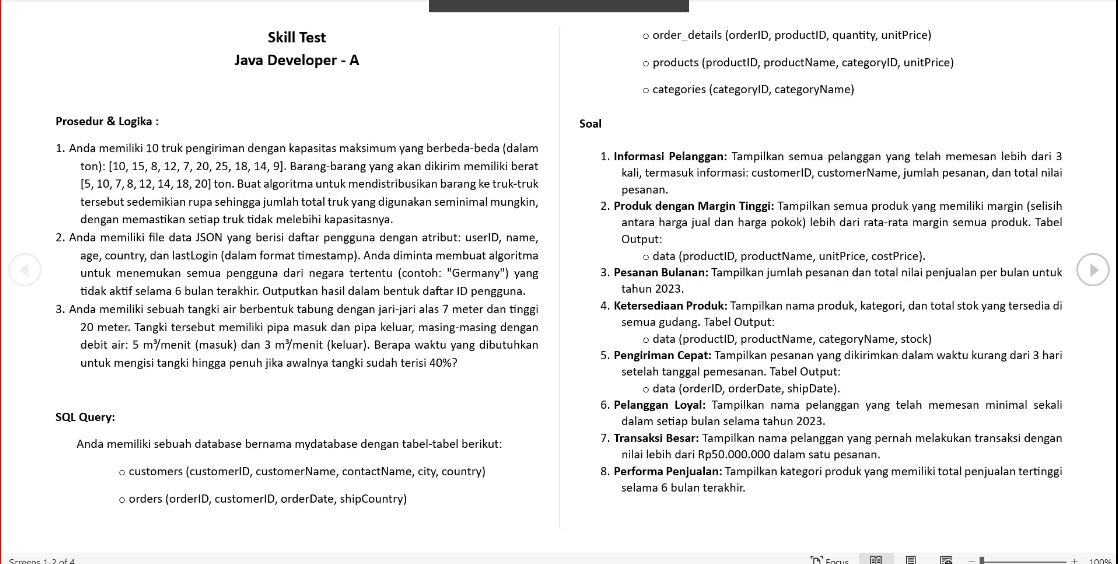 Skill Test
Java Developer - A
Prosedur & Logika :
1. Anda memiliki 10 truk pengiriman dengan kapasitas maksimum yang berbeda-beda (dalam
ton): [10, 15, 8, 12, 7, 20, 25, 18, 14, 9]. Barang-barang yang akan dikirim memiliki berat
[5, 10, 7, 8, 12, 14, 18, 20] ton. Buat algoritma untuk mendistribusikan barang ke truk-truk
tersebut sedemikian rupa sehingga jumlah total truk yang digunakan seminimal mungkin,
dengan memastikan setiap truk tidak melebihi kapasitasnya.
2. Anda memiliki file data JSON yang berisi daftar pengguna dengan atribut: userID, name,
age, country, dan lastLogin (dalam format timestamp). Anda diminta membuat algoritma
untuk menemukan semua pengguna dari negara tertentu (contoh: "Germany") yang
tidak aktif selama 6 bulan terakhir. Outputkan hasil dalam bentuk daftar ID pengguna.
3. Anda memiliki sebuah tangki air berbentuk tabung dengan jari-jari alas 7 meter dan tinggi
20 meter. Tangki tersebut memiliki pipa masuk dan pipa keluar, masing-masing dengan
debit air: 5 m³/menit (masuk) dan 3 m³/menit (keluar). Berapa waktu yang dibutuhkan
untuk mengisi tangki hingga penuh jika awalnya tangki sudah terisi 40%?
SQL Query:
Anda memiliki sebuah database bernama mydatabase dengan tabel-tabel berikut:
o customers (customerID, customerName, contactName, city, country)
o orders (orderID, customerID, orderDate, shipCountry)
o order_details (orderID, productID, quantity, unitPrice)
o products (productID, productName, categoryID, unitPrice)
o categories (categoryID, categoryName)
Soal
1. Informasi Pelanggan: Tampilkan semua pelanggan yang telah memesan lebih dari 3
kali, termasuk informasi: customerID, customerName, jumlah pesanan, dan total nilai
pesanan.
2. Produk dengan Margin Tinggi: Tampilkan semua produk yang memiliki margin (selisih
antara harga jual dan harga pokok) lebih dari rata-rata margin semua produk. Tabel
Output:
o data (productID, productName, unitPrice, costPrice).
3. Pesanan Bulanan: Tampilkan jumlah pesanan dan total nilai penjualan per bulan untuk
tahun 2023.
4. Ketersediaan Produk: Tampilkan nama produk, kategori, dan total stok yang tersedia di
semua gudang. Tabel Output:
o data (productID, productName, categoryName, stock)
5. Pengiriman Cepat: Tampilkan pesanan yang dikirimkan dalam waktu kurang dari 3 hari
setelah tanggal pemesanan. Tabel Output:
o data (orderID, orderDate, shipDate).
6. Pelanggan Loyal: Tampilkan nama pelanggan yang telah memesan minimal sekali
dalam setiap bulan selama tahun 2023.
7. Transaksi Besar: Tampilkan nama pelanggan yang pernah melakukan transaksi dengan
nilai lebih dari Rp50.000.000 dalam satu pesanan.
8. Performa Penjualan: Tampilkan kategori produk yang memiliki total penjualan tertinggi
selama 6 bulan terakhir.
Screens 1-2 of 4
Focus
100%